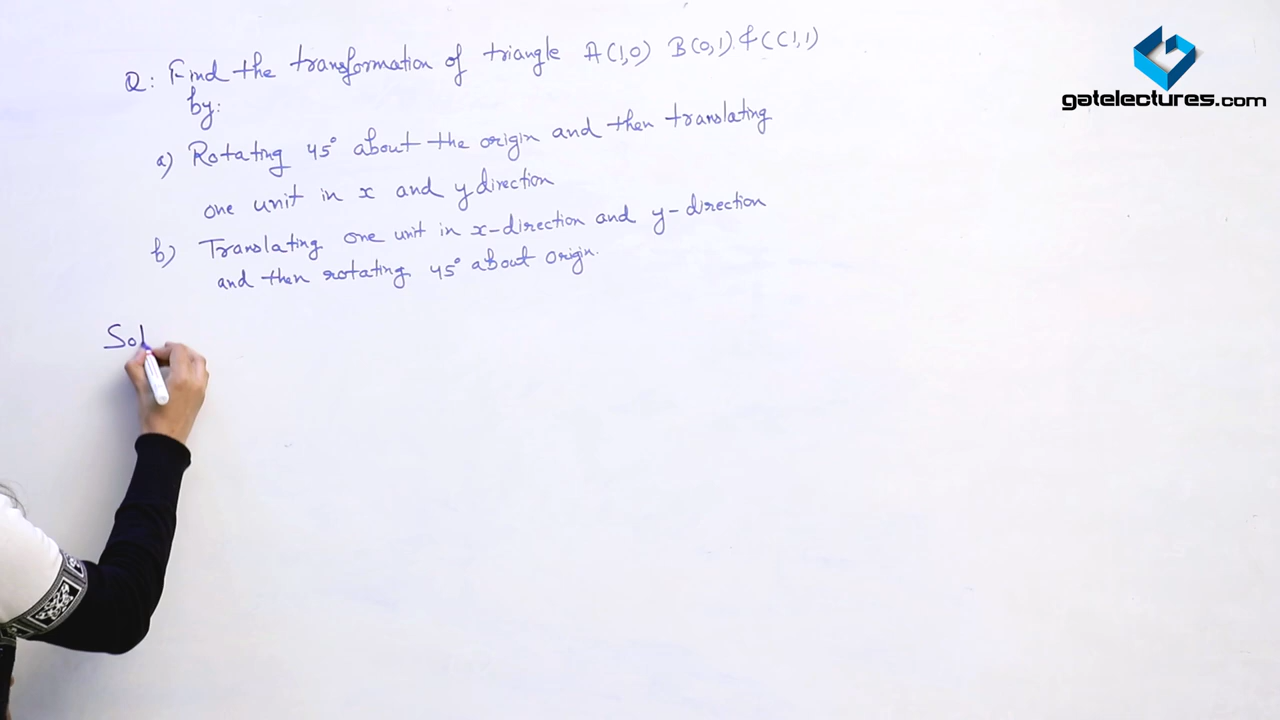 Q: Find the transformation of triangle A(1,0) B(0,1) & C(1,1)
by:
a) Rotating 45° about the origin and then translating
one unit in x and y direction
b) Translating one unit in x-direction and y-direction
and then rotating 45° about origin.
Sol
gatelectures.com